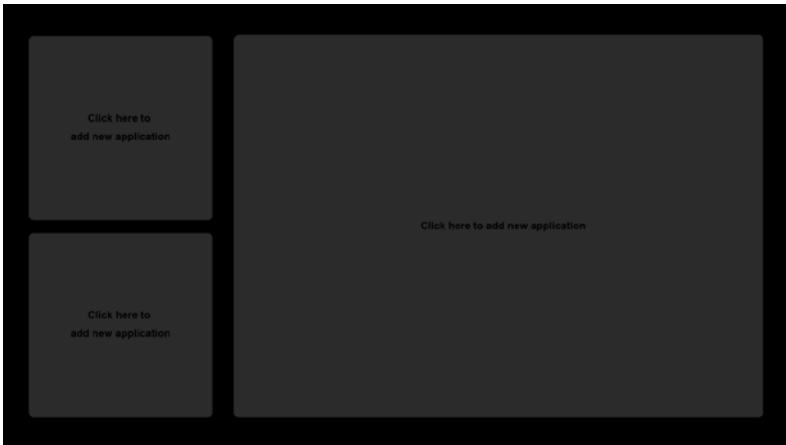 Click here to
add new application
Click here to add new application
Click here to
add new application